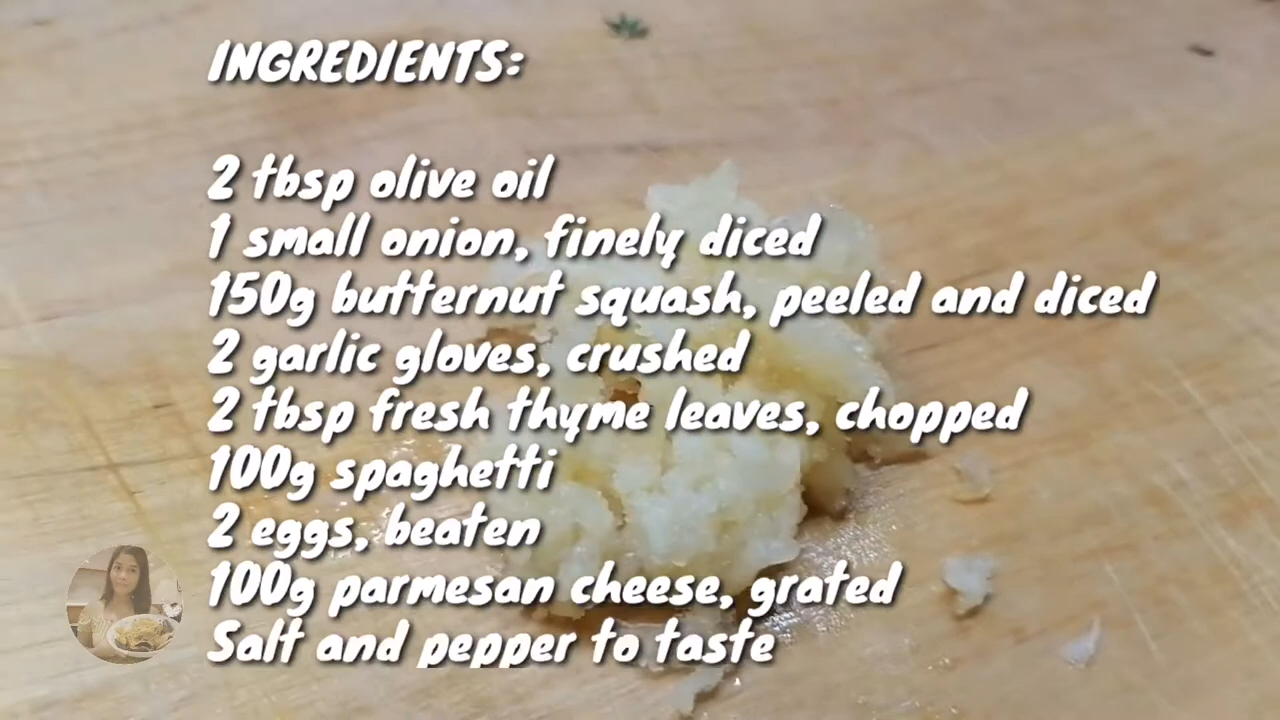 INGREDIENTS:
2 tbsp olive oil
1 small onion, finely diced
150g butternut squash, peeled and diced
2 garlic gloves, crushed
2 tbsp fresh thyme leaves, chopped
100g spaghetti
2 eggs, beaten
100g parmesan cheese, grated
Salt and pepper to taste